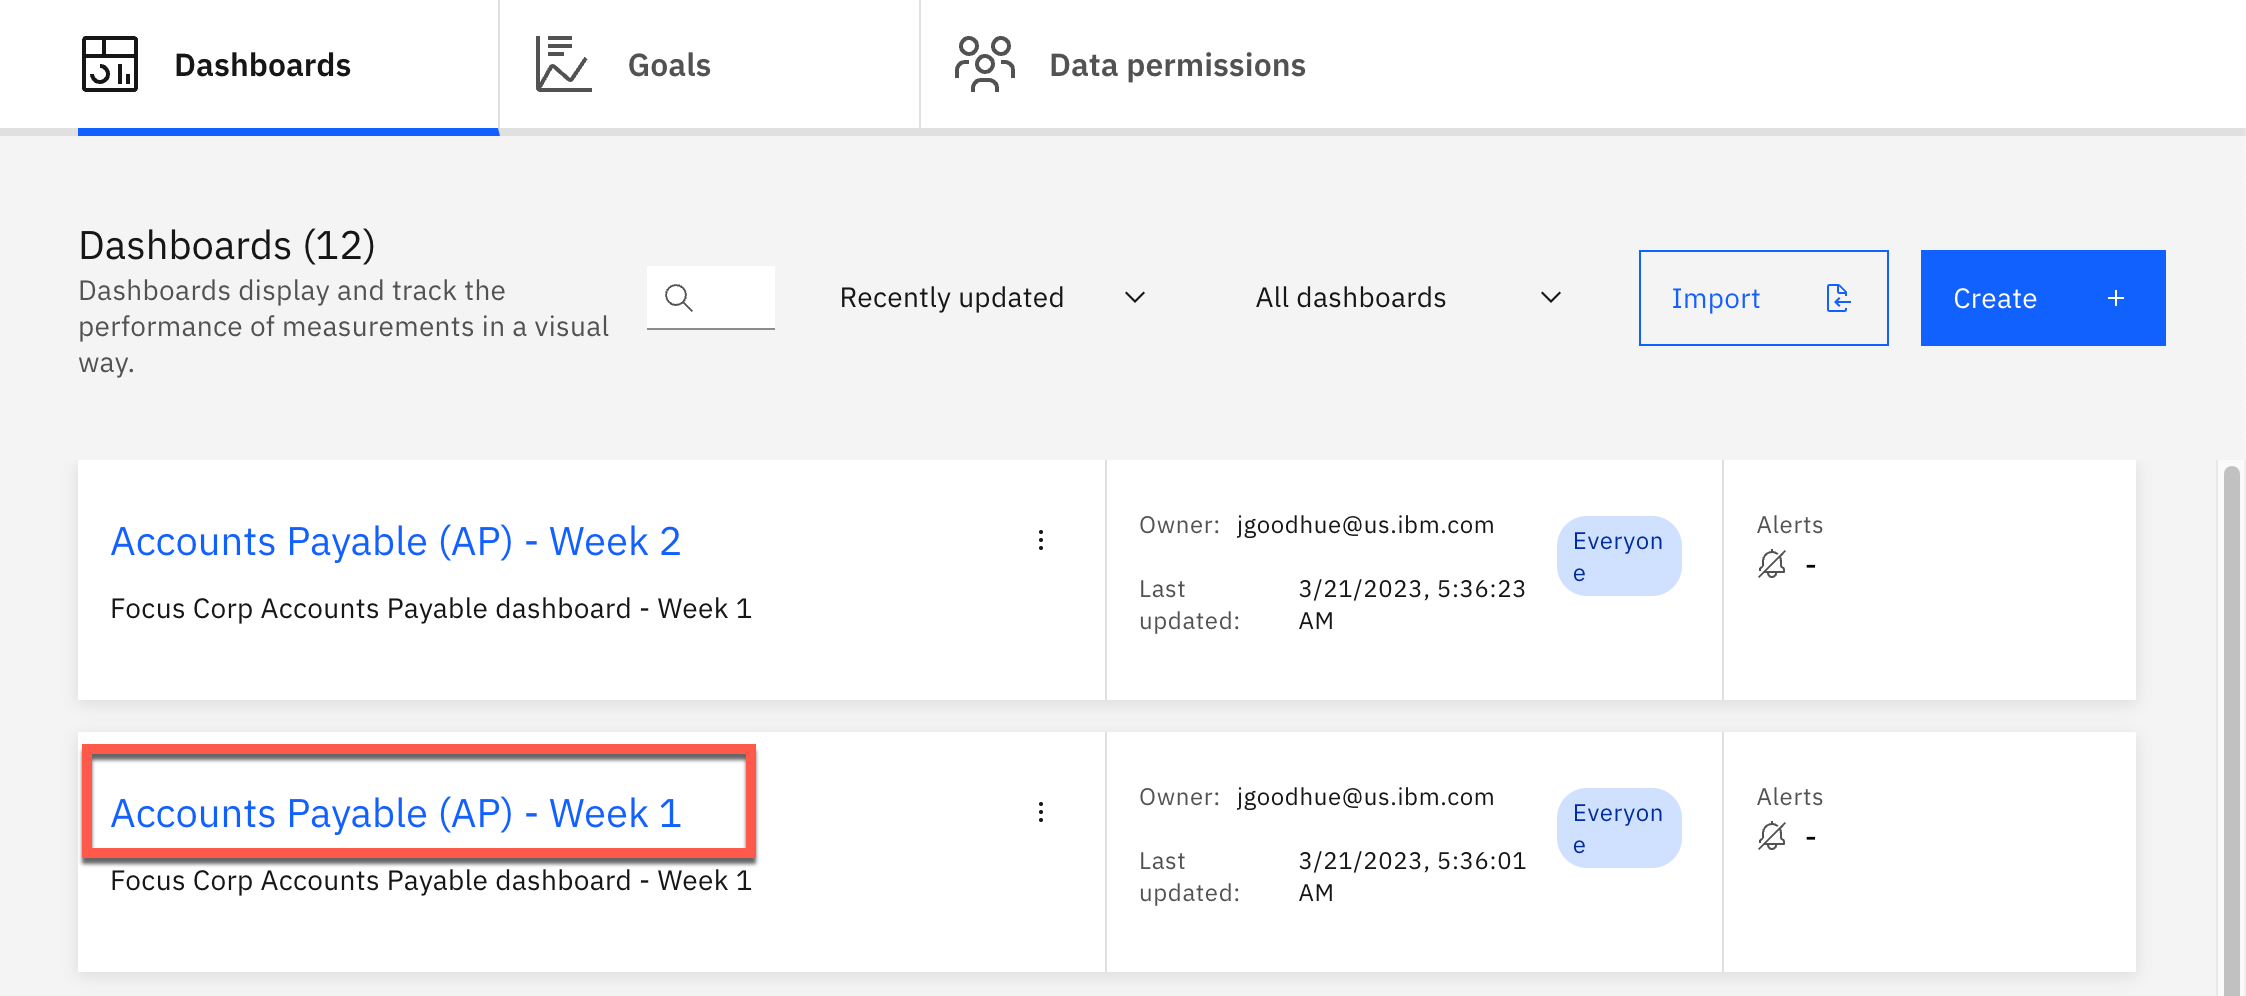 Dashboards
Goals
Data permissions
Dashboards (12)
Dashboards display and track the
performance of measurements in a visual
way.
Recently updated
All dashboards
Import
Create +
Accounts Payable (AP) - Week 2
Focus Corp Accounts Payable dashboard - Week 1
Owner: jgoodhue@us.ibm.com
Last
updated:
3/21/2023, 5:36:23
AM
Everyon
e
Alerts
-
Accounts Payable (AP) - Week 1
Focus Corp Accounts Payable dashboard - Week 1
Owner: jgoodhue@us.ibm.com
Last
updated:
3/21/2023, 5:36:01
AM
Everyon
e
Alerts
-